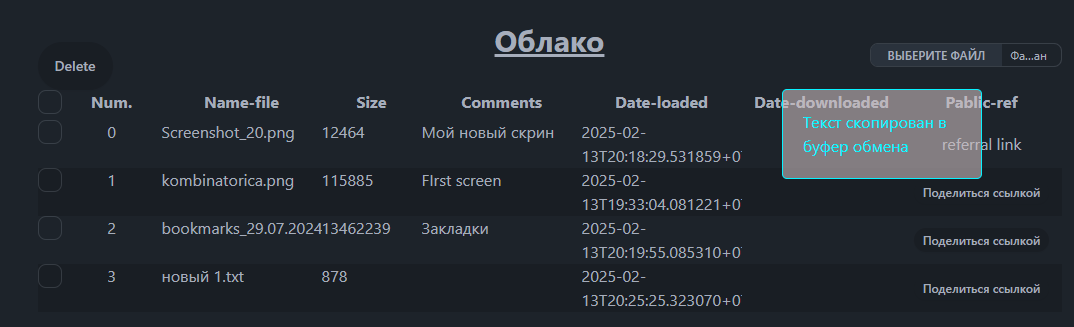 Облако
Delete
ВЫБЕРИТЕ ФАЙЛ Фа...ан
Num. Name-file Size Comments Date-loaded Date-downloaded Pablic-ref
0 Screenshot_20.png 12464 Мой новый скрин 2025-02-
13T20:18:29.531859+0
Текст скопирован в
буфер обмена
referral link
1 kombinatorica.png 115885 FIrst screen 2025-02-
13T19:33:04.081221+0
Поделиться ссылкой
2 bookmarks_29.07.2024 13462239 Закладки 2025-02-
13T20:19:55.085310+0
Поделиться ссылкой
3 новый 1.txt 878 2025-02-
13T20:25:25.323070+0
Поделиться ссылкой